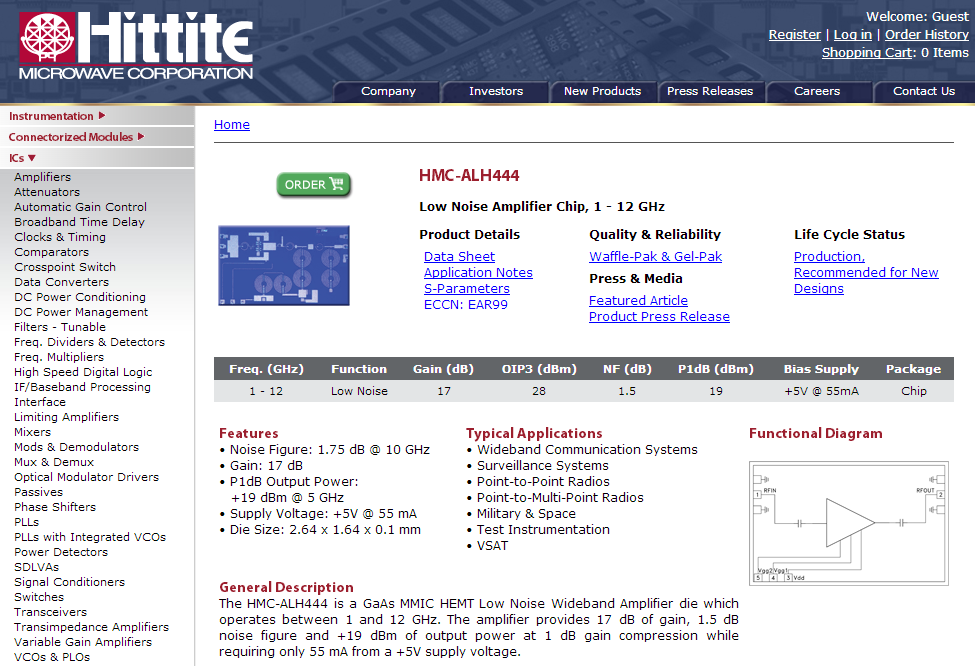 Hittite
MICROWAVE CORPORATION
Welcome: Guest
Register | Log in | Order History
Shopping Cart: 0 Items
Company Investors New Products Press Releases Careers Contact Us
Instrumentation
Connectorized Modules
ICs
Amplifiers
Attenuators
Automatic Gain Control
Broadband Time Delay
Clocks & Timing
Comparators
Crosspoint Switch
Data Converters
DC Power Conditioning
DC Power Management
Filters - Tunable
Freq. Dividers & Detectors
Freq. Multipliers
High Speed Digital Logic
IF/Baseband Processing
Interface
Limiting Amplifiers
Mixers
Mods & Demodulators
Mux & Demux
Optical Modulator Drivers
Passives
Phase Shifters
PLLs
PLLs with Integrated VCOs
Power Detectors
SDLVAs
Signal Conditioners
Switches
Transceivers
Transimpedance Amplifiers
Variable Gain Amplifiers
VCOs & PLOs
Home
ORDER
HMC-ALH444
Low Noise Amplifier Chip, 1 - 12 GHz
Product Details
Data Sheet
Application Notes
S-Parameters
ECCN: EAR99
Quality & Reliability
Waffle-Pak & Gel-Pak
Press & Media
Featured Article
Product Press Release
Life Cycle Status
Production,
Recommended for New
Designs
Freq. (GHz) Function Gain (dB) OIP3 (dBm) NF (dB) P1dB (dBm) Bias Supply Package
1 - 12 Low Noise 17 28 1.5 19 +5V @ 55mA Chip
Features
• Noise Figure: 1.75 dB @ 10 GHz
• Gain: 17 dB
• P1dB Output Power:
+19 dBm @ 5 GHz
• Supply Voltage: +5V @ 55 mA
• Die Size: 2.64 x 1.64 x 0.1 mm
Typical Applications
• Wideband Communication Systems
• Surveillance Systems
• Point-to-Point Radios
• Point-to-Multi-Point Radios
• Military & Space
• Test Instrumentation
• VSAT
Functional Diagram
RFIN
1
RFOUT
2
Vgg2 Vgg1
5 4 3 Vdd
General Description
The HMC-ALH444 is a GaAs MMIC HEMT Low Noise Wideband Amplifier die which
operates between 1 and 12 GHz. The amplifier provides 17 dB of gain, 1.5 dB
noise figure and +19 dBm of output power at 1 dB gain compression while
requiring only 55 mA from a +5V supply voltage.